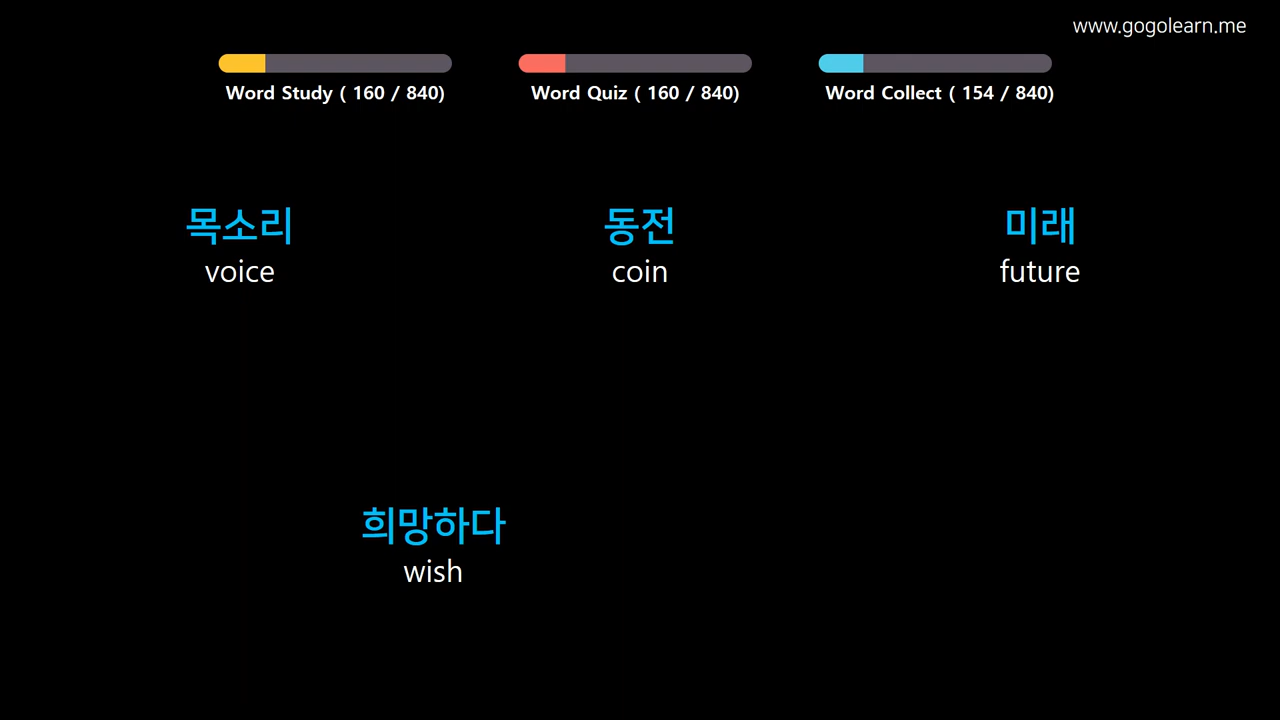 www.gogolearn.me
Word Study ( 160 / 840)
Word Quiz ( 160 / 840)
Word Collect ( 154 / 840)
목소리
voice
동전
coin
미래
future
희망하다
wish